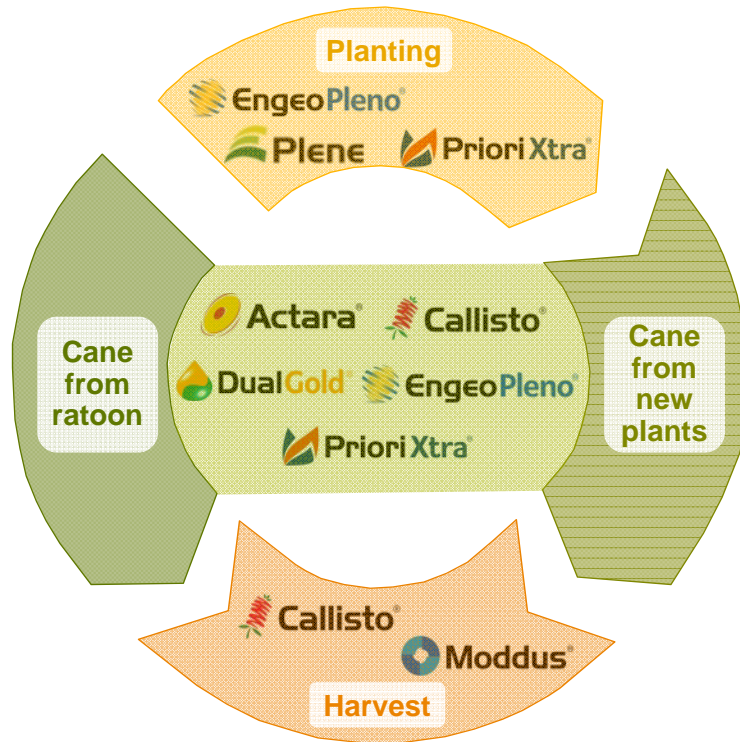 Planting
EngeoPleno®
Plene
PrioriXtra®
Actara®
Callisto®
Cane
from
ratoon
DualGold®
EngeoPleno®
Cane
from
new
plants
PrioriXtra®
Callisto®
Moddus®
Harvest